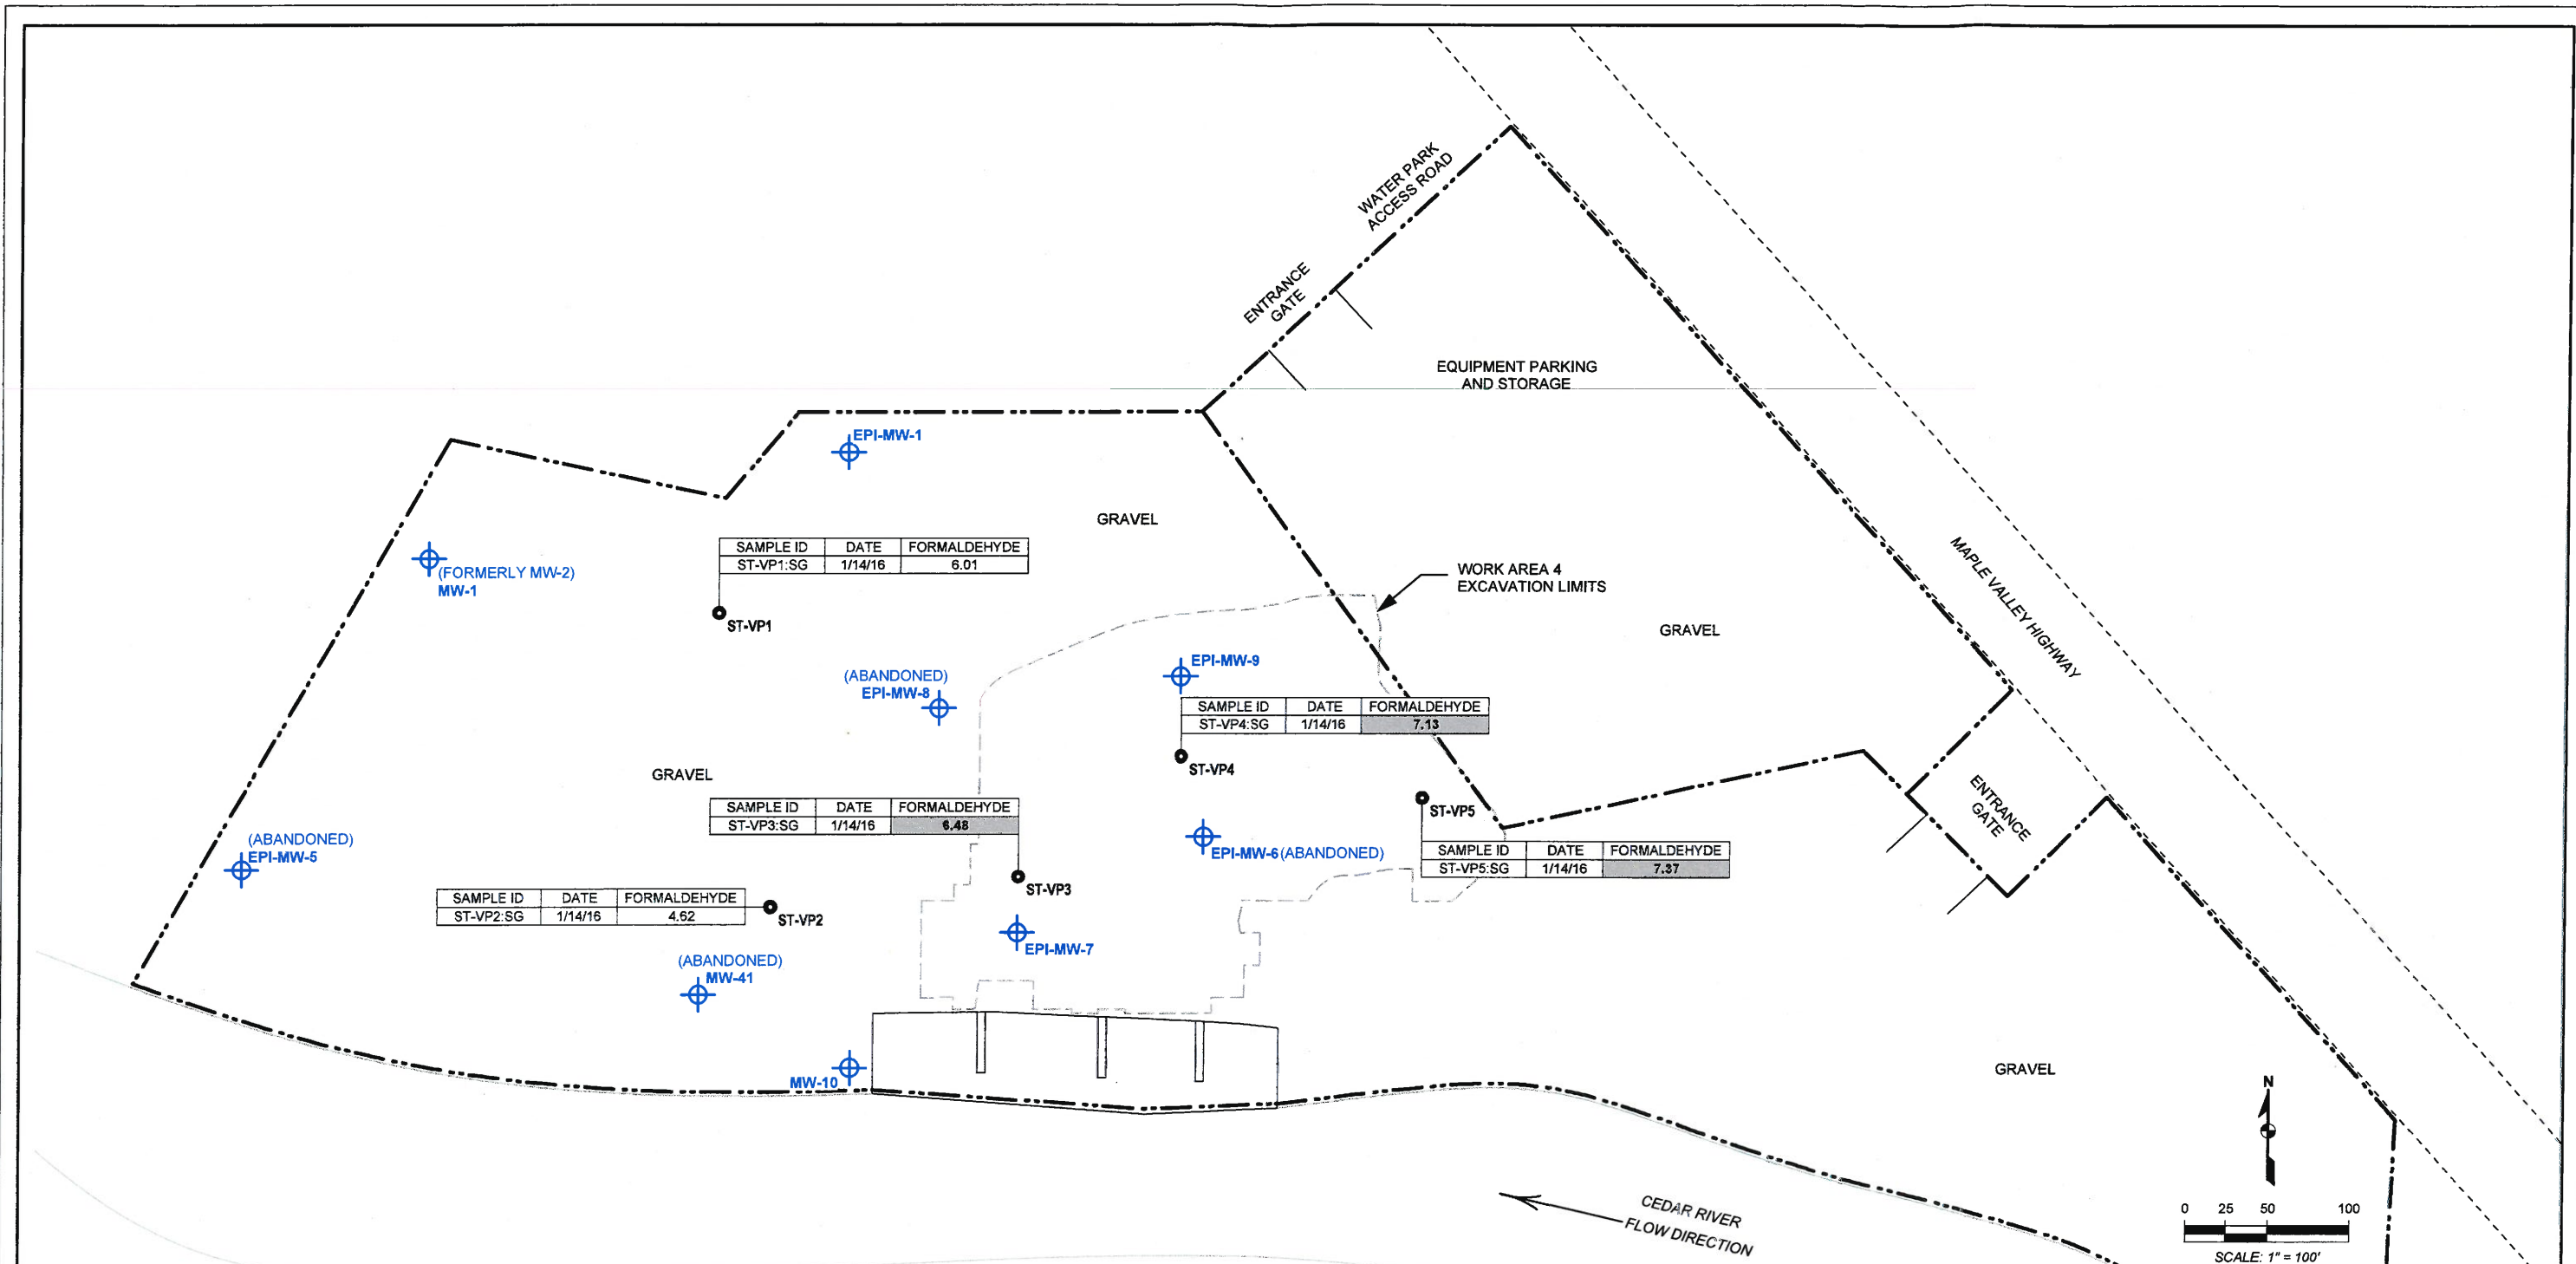 WATER PARK
ACCESS ROAD
ENTRANCE
GATE
EQUIPMENT PARKING
AND STORAGE
EPI-MW-1
GRAVEL
SAMPLE ID DATE FORMALDEHYDE
ST-VP1:SG 1/14/16 6.01
ST-VP1
(FORMERLY MW-2)
MW-1
WORK AREA 4
EXCAVATION LIMITS
MAPLE VALLEY HIGHWAY
GRAVEL
(ABANDONED)
EPI-MW-8
EPI-MW-9
SAMPLE ID DATE FORMALDEHYDE
ST-VP4:SG 1/14/16 7.13
ST-VP4
GRAVEL
SAMPLE ID DATE FORMALDEHYDE
ST-VP3:SG 1/14/16 6.48
ST-VP3
ST-VP5
SAMPLE ID DATE FORMALDEHYDE
ST-VP5:SG 1/14/16 7.37
ENTRANCE
GATE
(ABANDONED)
EPI-MW-5
EPI-MW-6 (ABANDONED)
SAMPLE ID DATE FORMALDEHYDE
ST-VP2:SG 1/14/16 4.62
ST-VP2
EPI-MW-7
(ABANDONED)
MW-41
MW-10
GRAVEL
N
CEDAR RIVER
FLOW DIRECTION
0 25 50 100
SCALE: 1" = 100'